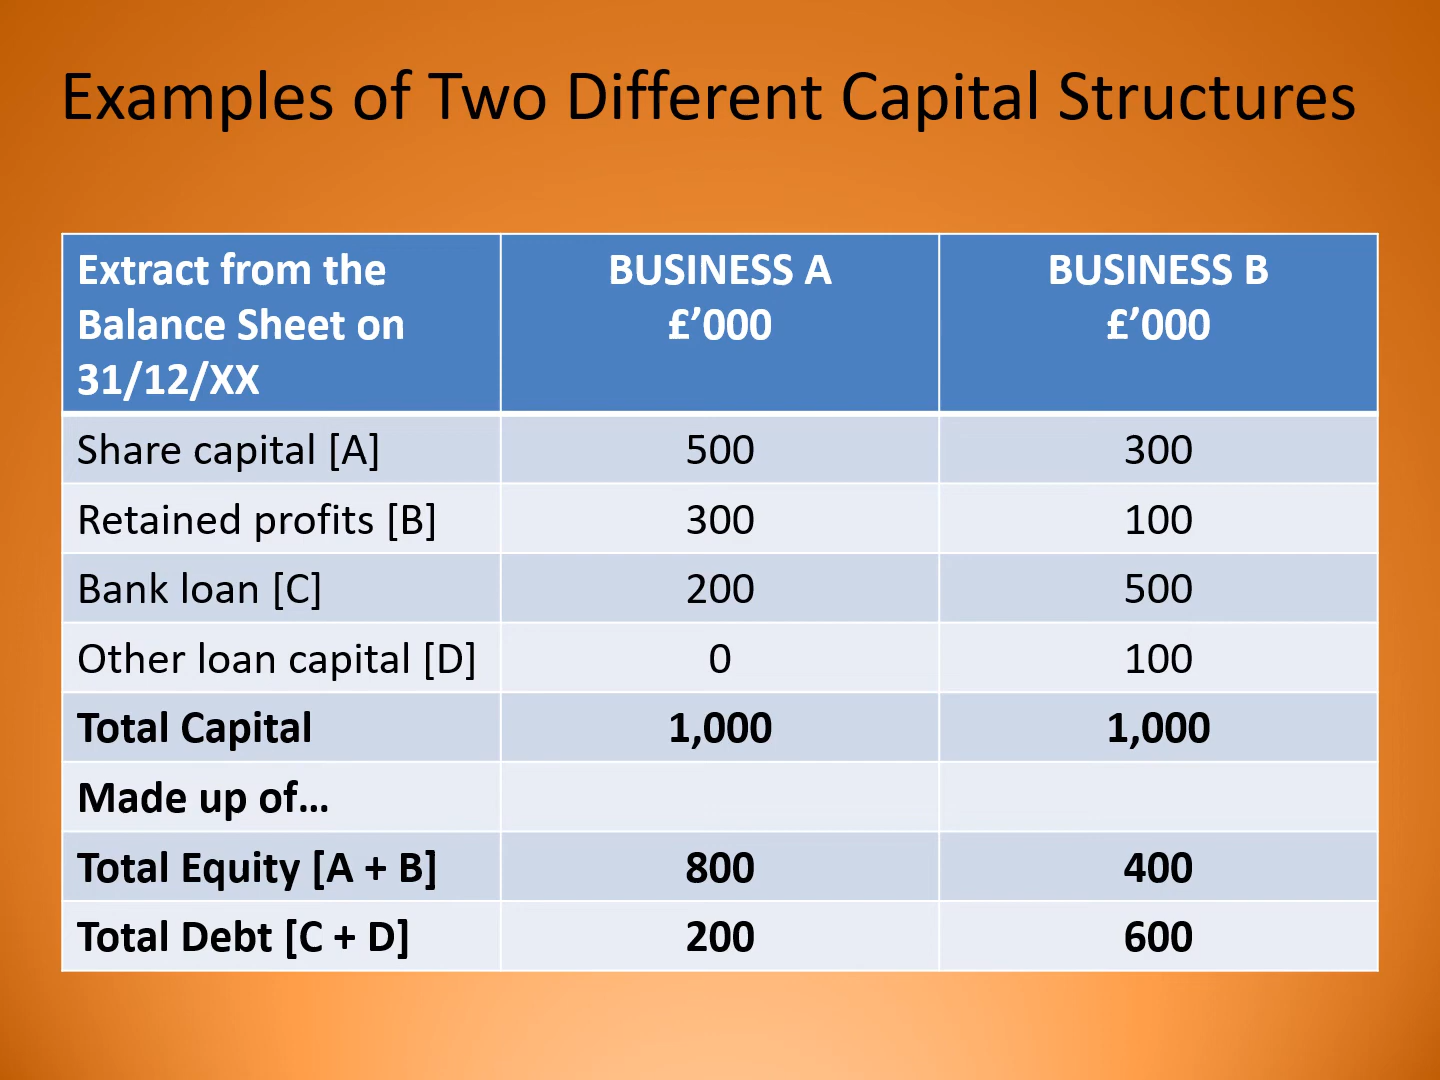 Examples of Two Different Capital Structures
Extract from the Balance Sheet on 31/12/XX BUSINESS A £’000 BUSINESS B £’000
Share capital [A] 500 300
Retained profits [B] 300 100
Bank loan [C] 200 500
Other loan capital [D] 0 100
Total Capital 1,000 1,000
Made up of…
Total Equity [A + B] 800 400
Total Debt [C + D] 200 600